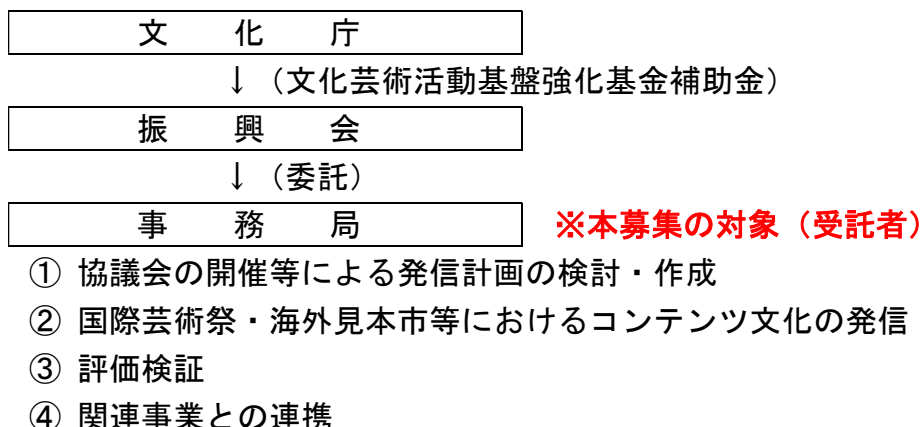 文　化　庁
↓（文化芸術活動基盤強化基金補助金）
振　興　会
↓（委託）
事　務　局　※本募集の対象（受託者）
① 協議会の開催等による発信計画の検討・作成
② 国際芸術祭・海外見本市等におけるコンテンツ文化の発信
③ 評価検証
④ 関連事業との連携